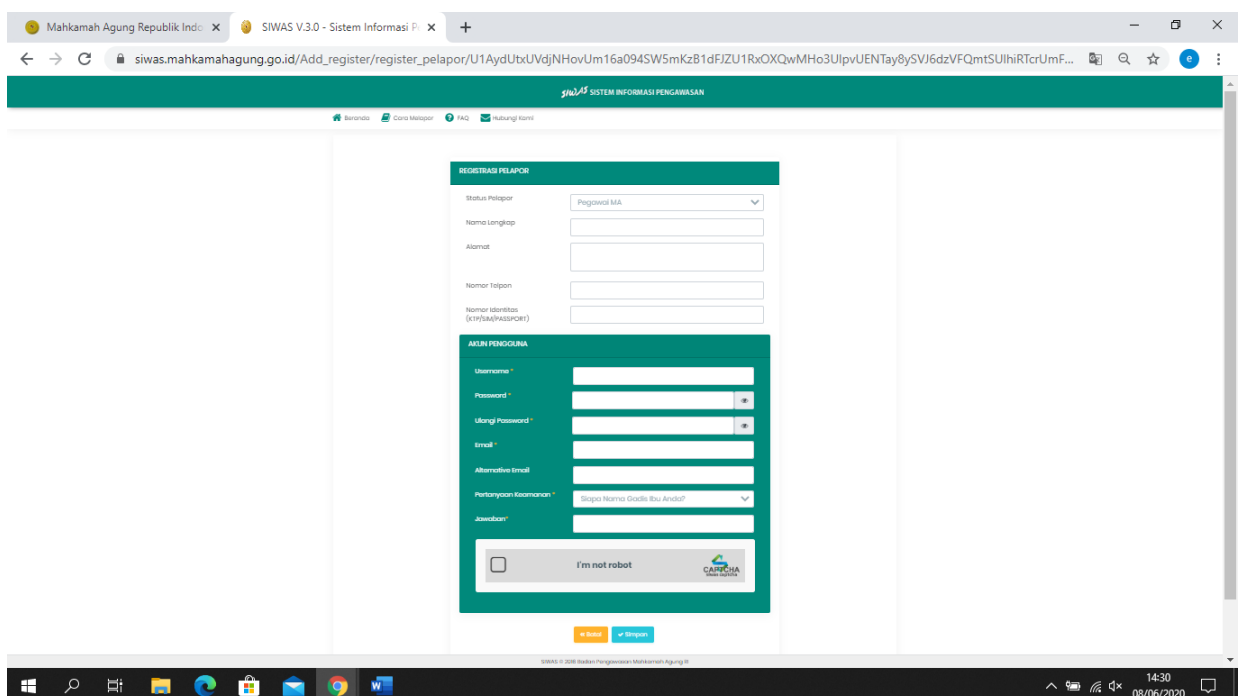 Mahkamah Agung Republik Indo
SIWAS V.3.0 - Sistem Informasi P
siwas.mahkamahagung.go.id/Add_register/register_pelapor/
SIWAS SISTEM INFORMASI PENGAWASAN
Beranda Cara Melapor FAQ Hubungi Kami
REGISTRASI PELAPOR
Status Pelapor Pegawai MA
Nama Lengkap
Alamat
Nomor Telpon
Nomor Identitas
(KTP/SIM/PASSPORT)
AKUN PENGGUNA
Username *
Password *
Ulangi Password *
Email *
Alternative Email
Pertanyaan Keamanan * Siapa Nama Gadis Ibu Anda?
Jawaban*
I'm not robot
CAPTCHA
Batal Simpan
SIWAS © 2018 Badan Pengawasan Mahkamah Agung RI
14:30
08/06/2020